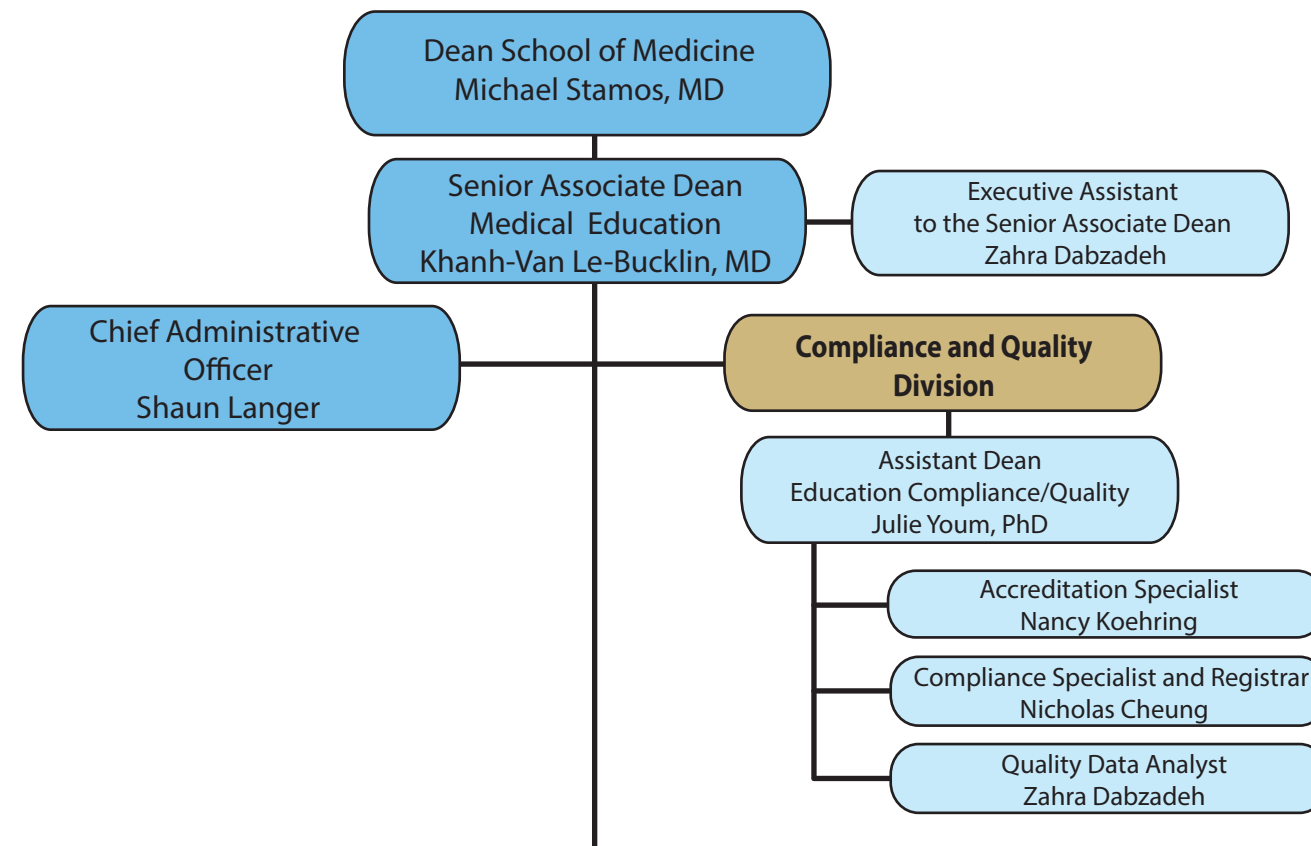 Dean School of Medicine
Michael Stamos, MD
Senior Associate Dean
Medical Education
Khanh-Van Le-Bucklin, MD
Executive Assistant
to the Senior Associate Dean
Zahra Dabzadeh
Chief Administrative
Officer
Shaun Langer
Compliance and Quality
Division
Assistant Dean
Education Compliance/Quality
Julie Youm, PhD
Accreditation Specialist
Nancy Koehring
Compliance Specialist and Registrar
Nicholas Cheung
Quality Data Analyst
Zahra Dabzadeh